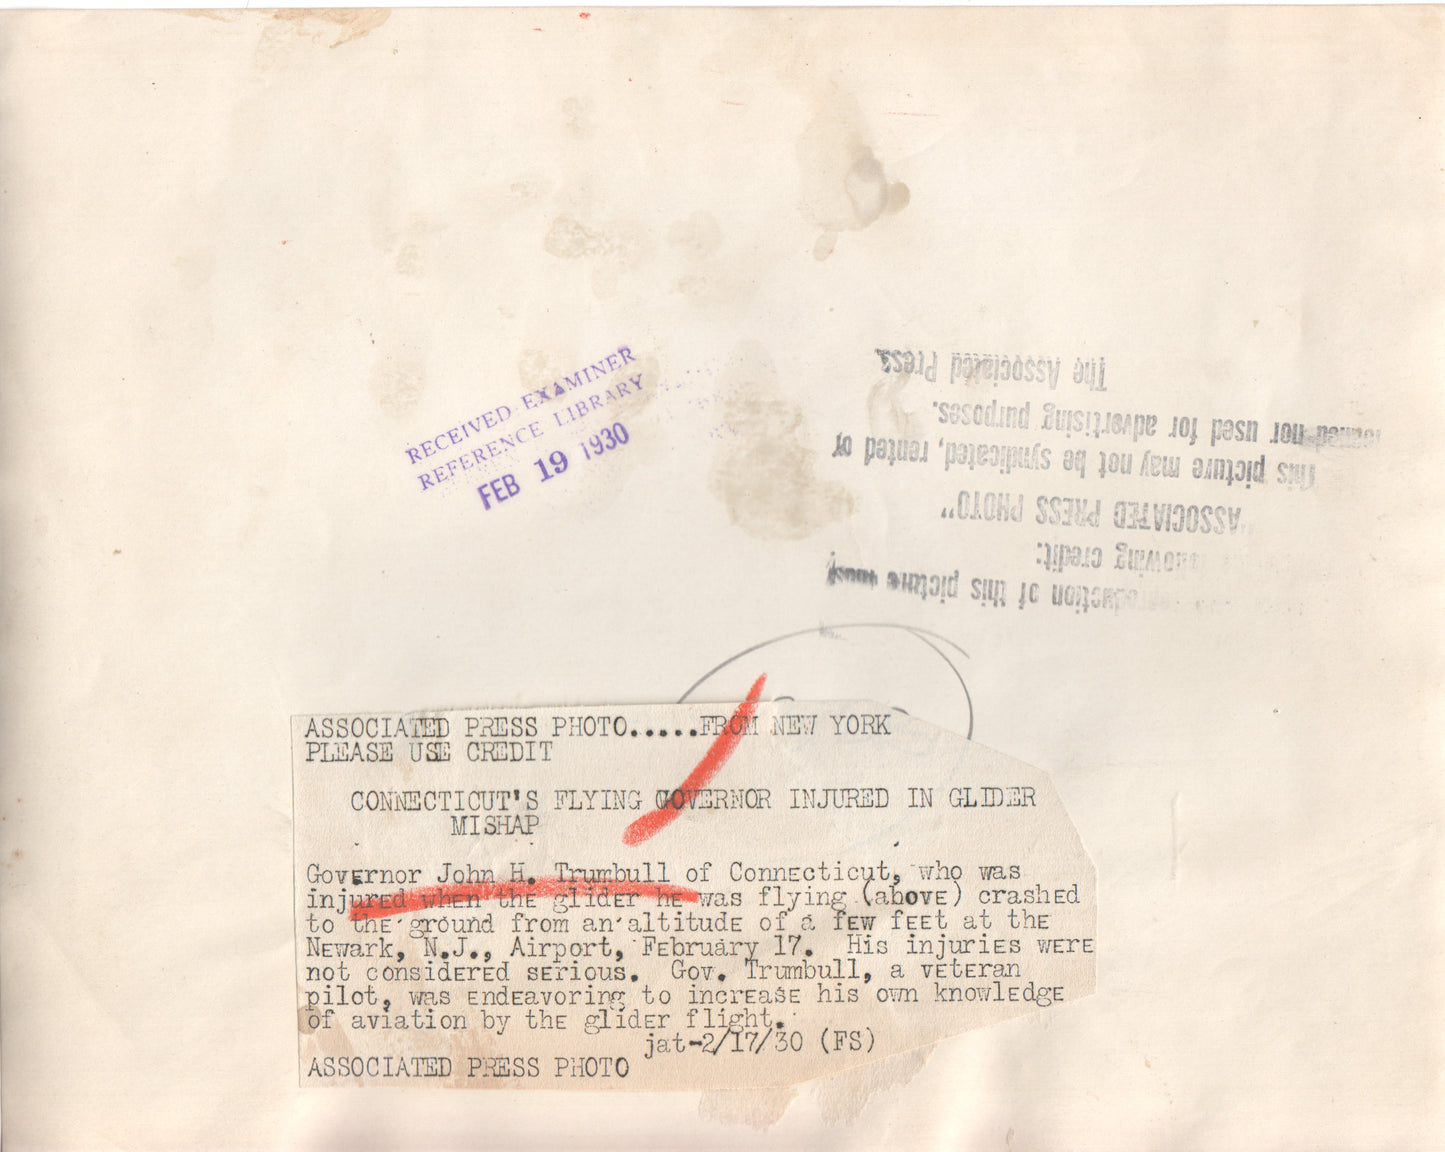 RECEIVED EXAMINER
REFERENCE LIBRARY
FEB 19 1930
reproduction of this picture must
following credit:
"ASSOCIATED PRESS PHOTO"
This picture may not be syndicated, rented or
loaned nor used for advertising purposes.
The Associated Press
ASSOCIATED PRESS PHOTO.....FROM NEW YORK
PLEASE USE CREDIT
CONNECTICUT'S FLYING GOVERNOR INJURED IN GLIDER
MISHAP
Governor John H. Trumbull of Connecticut, who was
injured when the glider he was flying (above) crashed
to the ground from an altitude of a few feet at the
Newark, N.J., Airport, February 17. His injuries were
not considered serious. Gov. Trumbull, a veteran
pilot, was endeavoring to increase his own knowledge
of aviation by the glider flight.
jat-2/17/30 (FS)
ASSOCIATED PRESS PHOTO